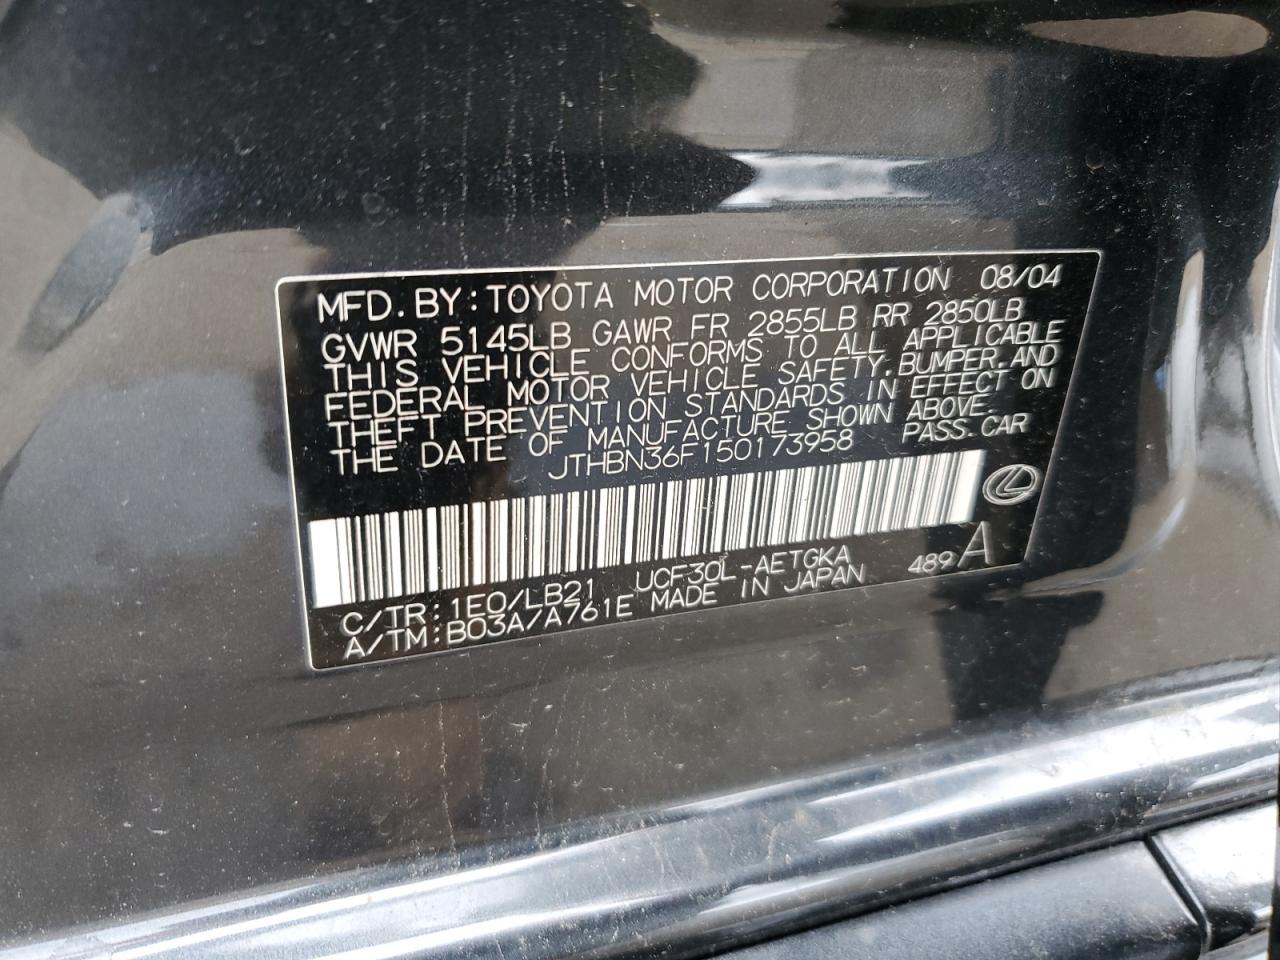 MFD. BY: TOYOTA MOTOR CORPORATION 08/04
GVWR 5145LB GAWR FR 2855LB RR 2850LB
THIS VEHICLE CONFORMS TO ALL APPLICABLE
FEDERAL MOTOR VEHICLE SAFETY, BUMPER, AND
THEFT PREVENTION STANDARDS IN EFFECT ON
THE DATE OF MANUFACTURE SHOWN ABOVE.
JTHBN36F150173958 PASS. CAR
C/TR: 1E0/LB21 UCF30L-AETGKA 489 A
A/TM: B03A/A761E MADE IN JAPAN